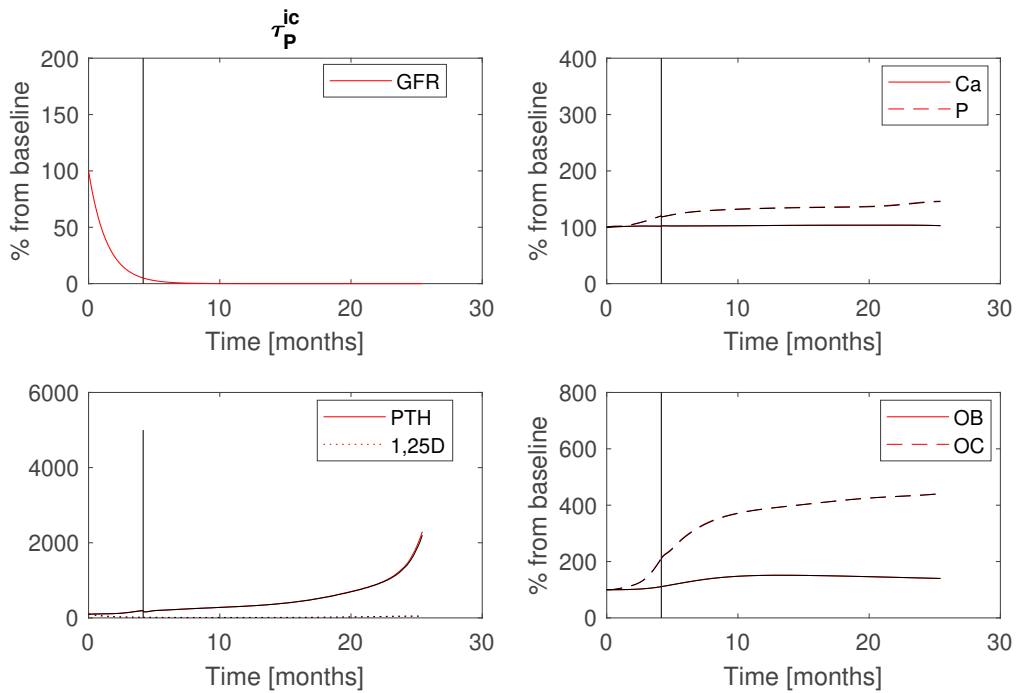 τ_P^ic
200
150
100
50
0
% from baseline
GFR
0 10 20 30
Time [months]
400
300
200
100
0
% from baseline
Ca
P
0 10 20 30
Time [months]
6000
4000
2000
0
PTH
1,25D
0 10 20 30
Time [months]
800
600
400
200
0
% from baseline
OB
OC
0 10 20 30
Time [months]